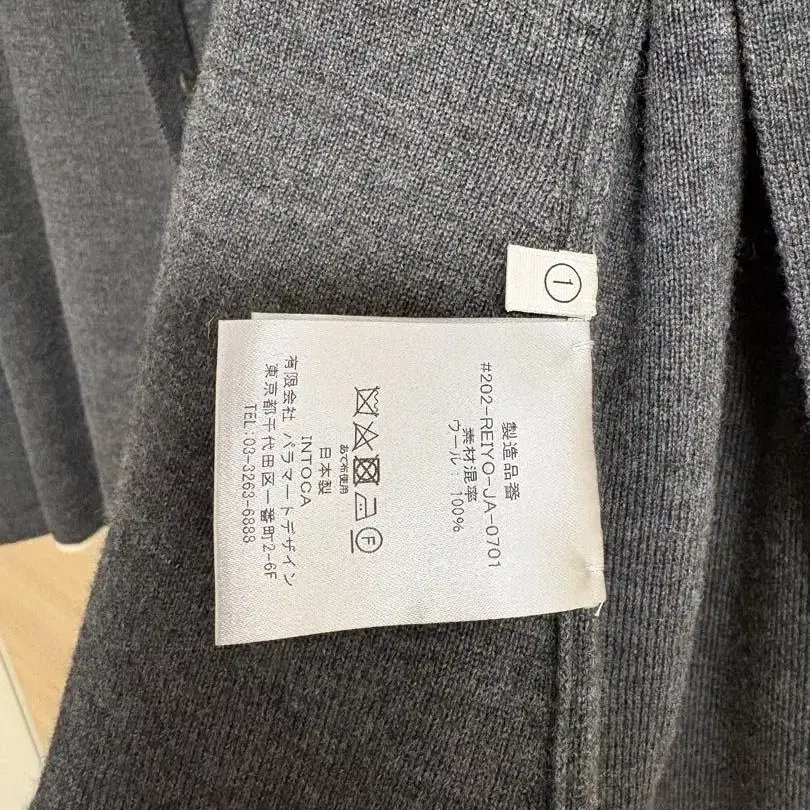 ①
製造品番
#202-REIYO-JA-0701
素材混率
ウール: 100%
F
あて布使用
日本製
INTOCA
有限会社 パラマートデザイン
東京都千代田区一番町2-6F
TEL:03-3263-6888